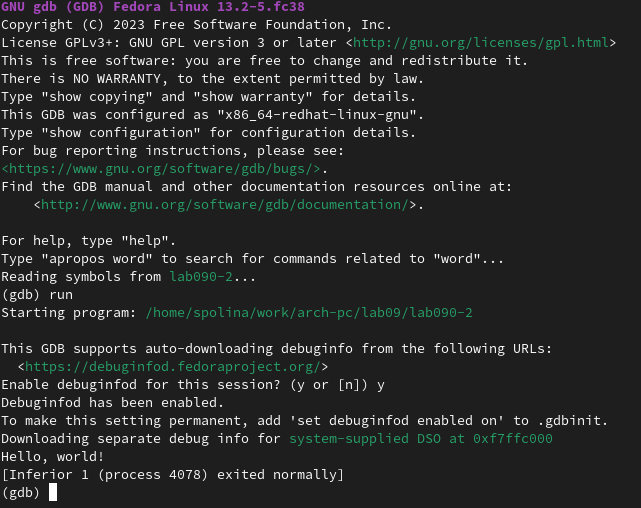 GNU gdb (GDB) Fedora Linux 13.2-5.fc38
Copyright (C) 2023 Free Software Foundation, Inc.
License GPLv3+: GNU GPL version 3 or later <http://gnu.org/licenses/gpl.html>
This is free software: you are free to change and redistribute it.
There is NO WARRANTY, to the extent permitted by law.
Type "show copying" and "show warranty" for details.
This GDB was configured as "x86_64-redhat-linux-gnu".
Type "show configuration" for configuration details.
For bug reporting instructions, please see:
<https://www.gnu.org/software/gdb/bugs/>.
Find the GDB manual and other documentation resources online at:
    <http://www.gnu.org/software/gdb/documentation/>.

For help, type "help".
Type "apropos word" to search for commands related to "word"...
Reading symbols from lab090-2...
(gdb) run
Starting program: /home/spolina/work/arch-pc/lab09/lab090-2

This GDB supports auto-downloading debuginfo from the following URLs:
  <https://debuginfod.fedoraproject.org/>
Enable debuginfod for this session? (y or [n]) y
Debuginfod has been enabled.
To make this setting permanent, add 'set debuginfod enabled on' to .gdbinit.
Downloading separate debug info for system-supplied DSO at 0xf7ffc000
Hello, world!
[Inferior 1 (process 4078) exited normally]
(gdb)